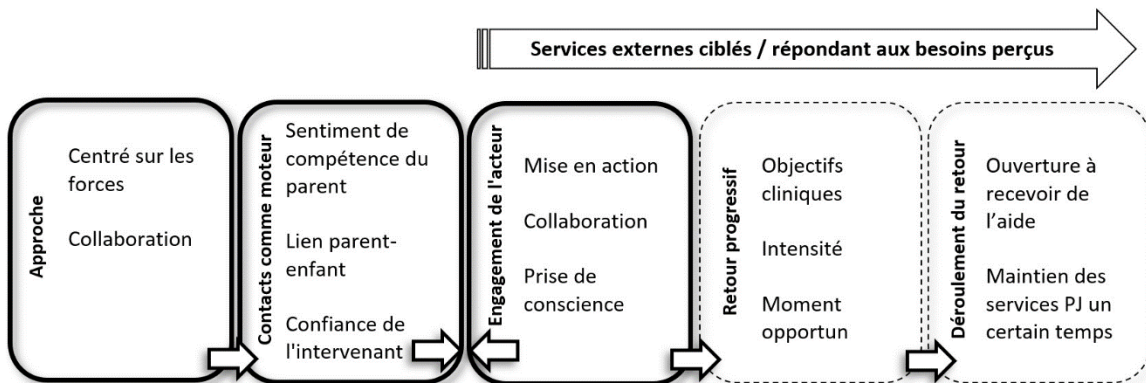 Services externes ciblés / répondant aux besoins perçus
Approche
Centré sur les
forces
Collaboration
Contacts comme moteur
Sentiment de
compétence du
parent
Lien parent-
enfant
Confiance de
l'intervenant
Engagement de l'acteur
Mise en action
Collaboration
Prise de
conscience
Retour progressif
Objectifs
cliniques
Intensité
Moment
opportun
Déroulement du retour
Ouverture à
recevoir de
l’aide
Maintien des
services PJ un
certain temps